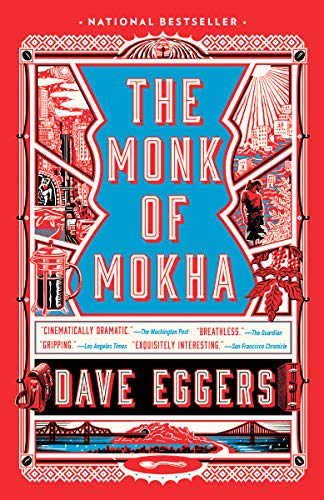 • NATIONAL BESTSELLER •
THE
MONK
OF
MOKHA
"CINEMATICALLY DRAMATIC." —The Washington Post "BREATHLESS." —The Guardian
"GRIPPING." —Los Angeles Times "EXQUISITELY INTERESTING." —San Francisco Chronicle
DAVE EGGERS